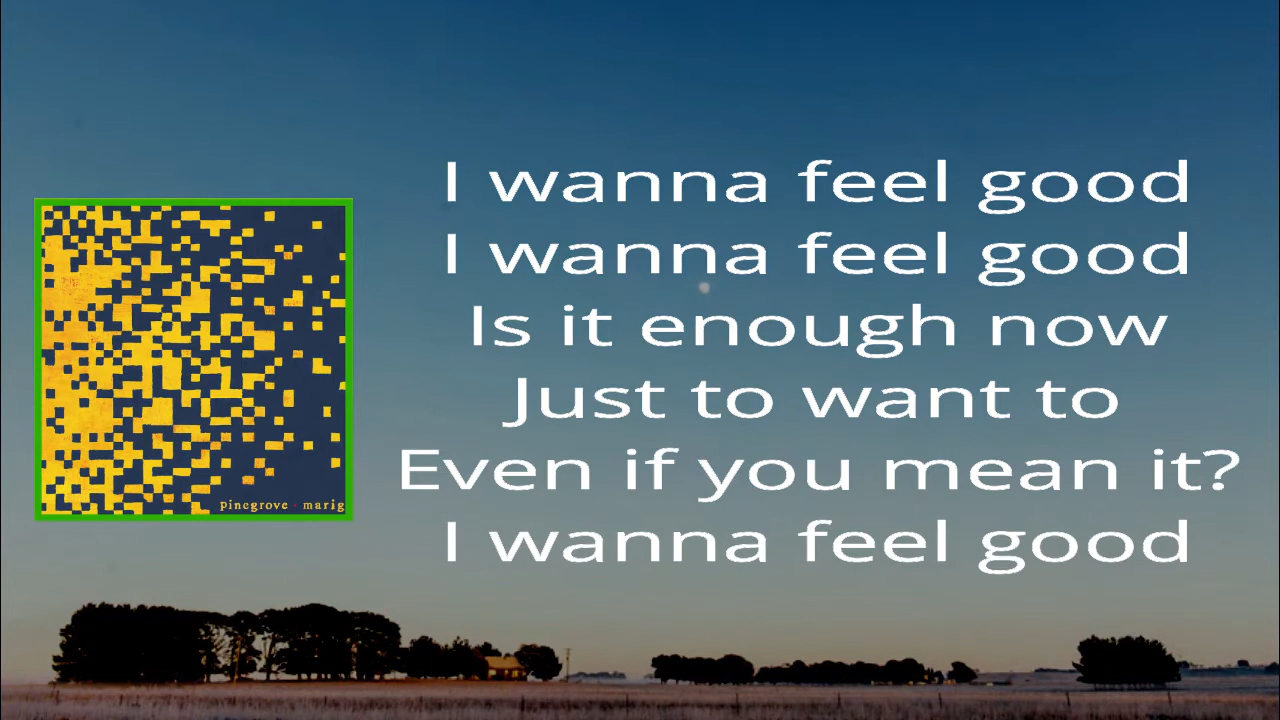 I wanna feel good
I wanna feel good
Is it enough now
Just to want to
Even if you mean it?
I wanna feel good
pinegrove - marig